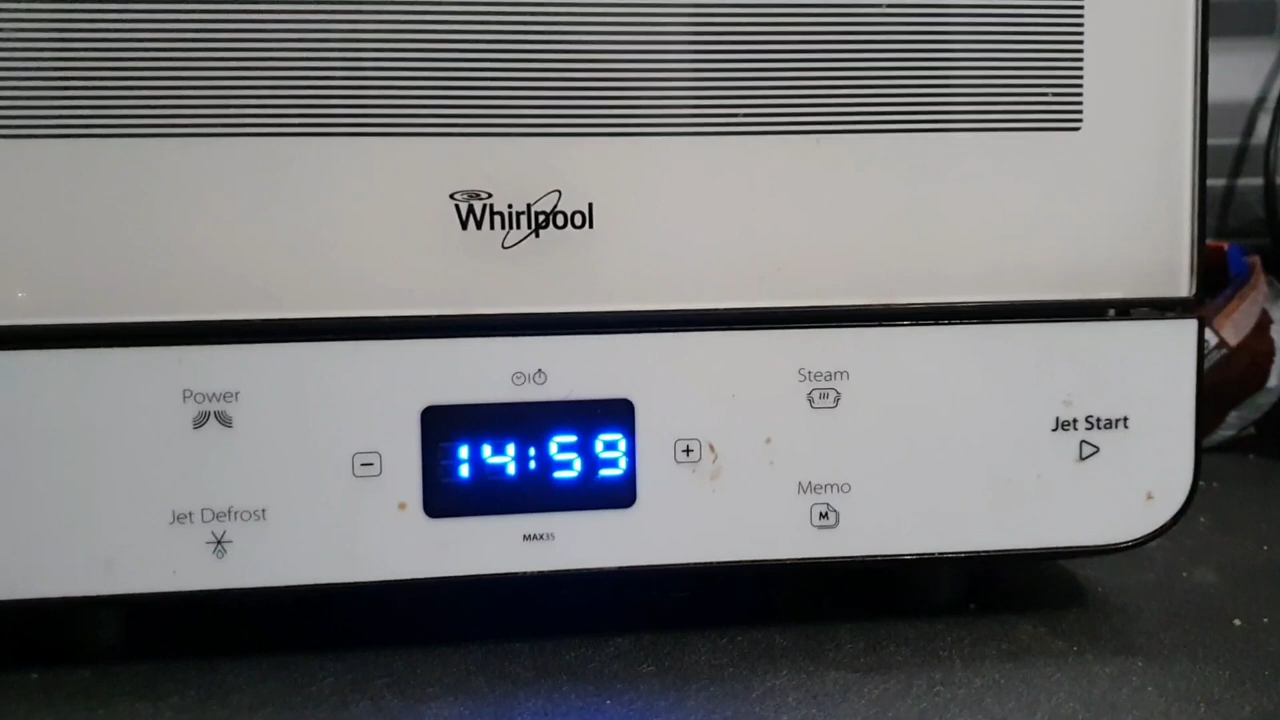 Whirlpool
Power
Jet Defrost
−
14:59
MAX35
+
Steam
Memo
M
Jet Start